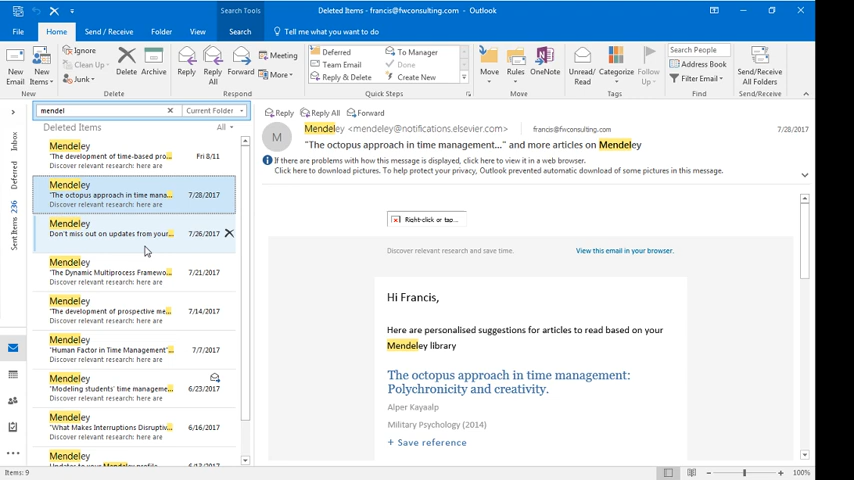 Search Tools
Deleted Items - francis@fwconsulting.com - Outlook
File
Home
Send / Receive
Folder
View
Search
Tell me what you want to do
New Email
New Items
Ignore
Clean Up
Junk
Delete
Archive
Reply
Reply All
Forward
Meeting
More
Deferred
Team Email
Reply & Delete
To Manager
Done
Create New
Move
Rules
OneNote
Unread/ Read
Categorize
Follow Up
Search People
Address Book
Filter Email
Send/Receive All Folders
New
Delete
Respond
Quick Steps
Move
Tags
Find
Send/Receive
mendel
Current Folder
Deleted Items
All
Inbox
Deferred
Sent Items 236
Mendeley
"The development of time-based pro...
Fri 8/11
Discover relevant research: here are
Mendeley
"The octopus approach in time mana...
7/28/2017
Discover relevant research: here are
Mendeley
Don't miss out on updates from your...
7/26/2017
Mendeley
"The Dynamic Multiprocess Framewo...
7/21/2017
Discover relevant research: here are
Mendeley
"The development of prospective me...
7/14/2017
Discover relevant research: here are
Mendeley
"Human Factor in Time Management"...
7/7/2017
Discover relevant research: here are
Mendeley
"Modeling students' time manageme...
6/23/2017
Discover relevant research: here are
Mendeley
"What Makes Interruptions Disruptiv...
6/16/2017
Discover relevant research: here are
Mendeley
Updates to your Mendeley profile
6/13/2017
Reply
Reply All
Forward
M
Mendeley <mendeley@notifications.elsevier.com>
francis@fwconsulting.com
7/28/2017
"The octopus approach in time management..." and more articles on Mendeley
If there are problems with how this message is displayed, click here to view it in a web browser.
Click here to download pictures. To help protect your privacy, Outlook prevented automatic download of some pictures in this message.
Right-click or tap...
Discover relevant research and save time.
View this email in your browser.
Hi Francis,
Here are personalised suggestions for articles to read based on your
Mendeley library
The octopus approach in time management:
Polychronicity and creativity.
Alper Kayaalp
Military Psychology (2014)
+ Save reference
Items: 9
100%